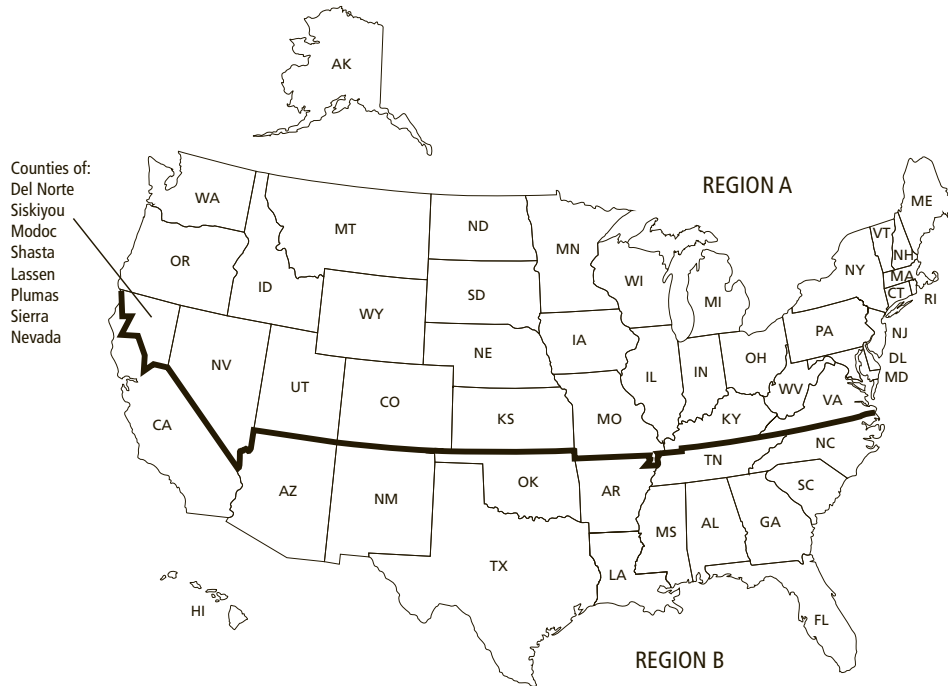 AK
Counties of:
Del Norte
Siskiyou
Modoc
Shasta
Lassen
Plumas
Sierra
Nevada
REGION A
WA
MT
ND
MN
ME
VT
NH
OR
ID
WY
SD
WI
MI
NY
MA
CT
RI
NV
UT
CO
NE
IA
IL
IN
OH
PA
NJ
DL
MD
WV
VA
CA
KS
MO
KY
AZ
NM
OK
AR
TN
NC
SC
TX
LA
MS
AL
GA
FL
HI
REGION B